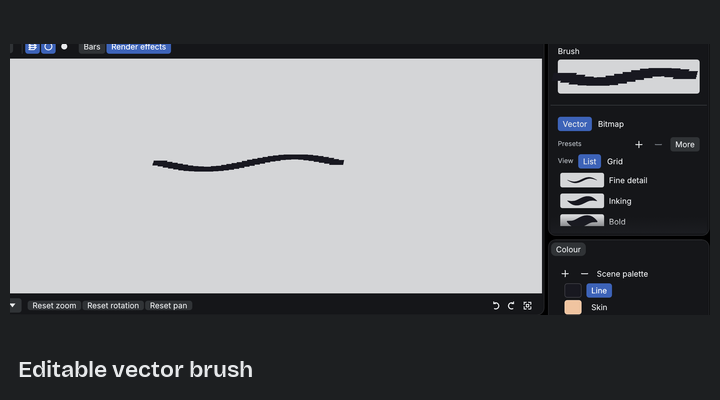 Bars Render effects
Brush
Vector Bitmap
Presets + − More
View List Grid
Fine detail
Inking
Bold
Colour
+ − Scene palette
Line
Skin
Reset zoom Reset rotation Reset pan
Editable vector brush